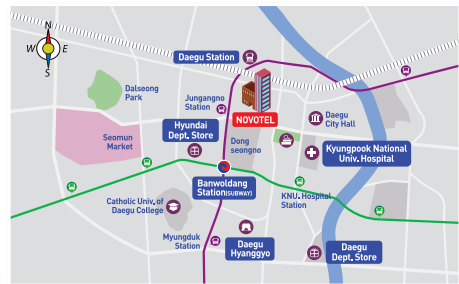 N
W E
S
Daegu Station
Dalseong
Park
Jungangno
Station
NOVOTEL
Daegu
City Hall
Seomun
Market
Hyundai
Dept. Store
Dong
seongno
Kyungpook National
Univ. Hospital
Banwoldang
Station(SUBWAY)
KNU. Hospital
Station
Catholic Univ. of
Daegu College
Myungduk
Station
Daegu
Hyanggyo
Daegu
Dept. Store